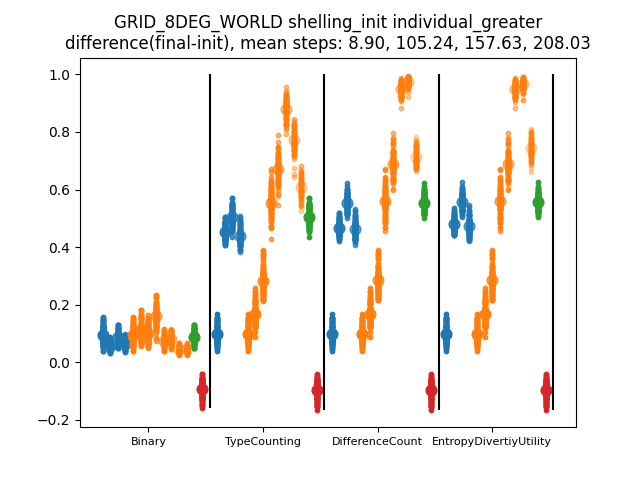 GRID_8DEG_WORLD shelling_init individual_greater
difference(final-init), mean steps: 8.90, 105.24, 157.63, 208.03
1.0
0.8
0.6
0.4
0.2
0.0
−0.2
Binary
TypeCounting
DifferenceCount
EntropyDivertiyUtility